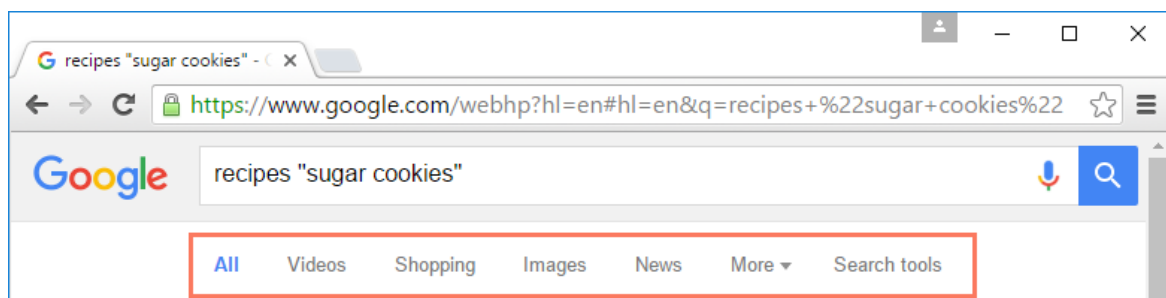 recipes "sugar cookies" -
https://www.google.com/webhp?hl=en#hl=en&q=recipes+%22sugar+cookies%22
Google recipes "sugar cookies"
All Videos Shopping Images News More Search tools